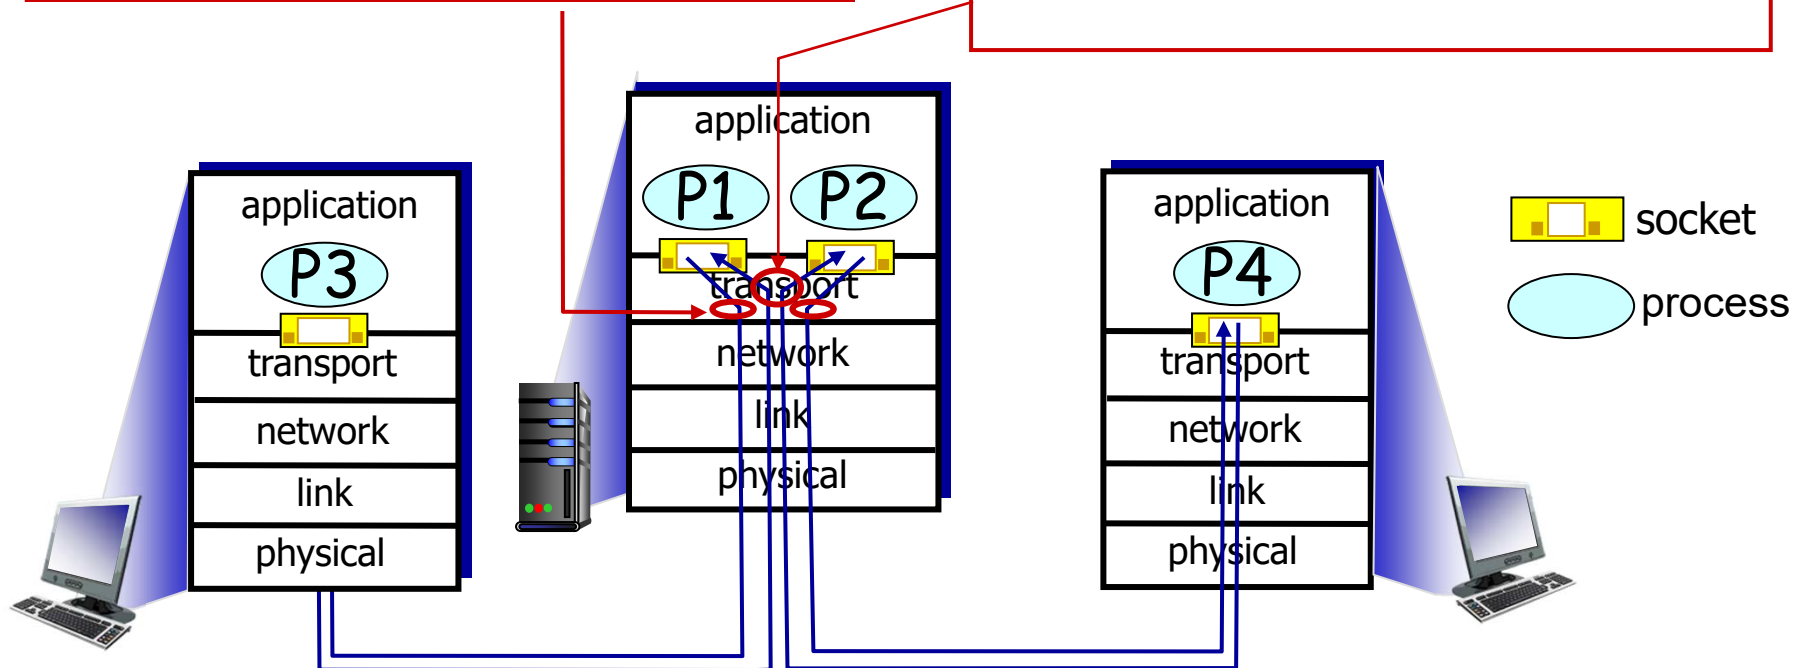 application
P1
P2
transport
network
link
physical
application
P3
transport
network
link
physical
application
P4
transport
network
link
physical
socket
process